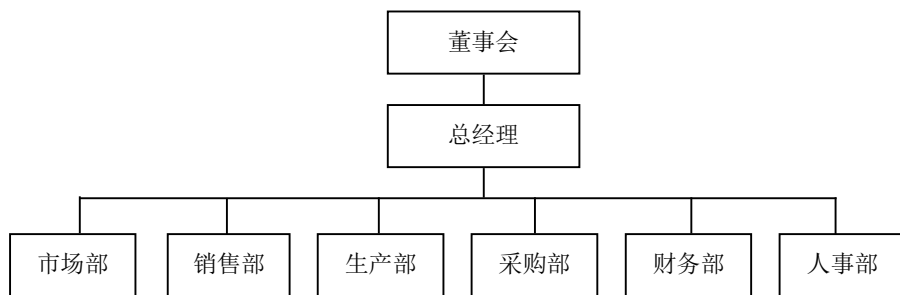 董事会
总经理
市场部
销售部
生产部
采购部
财务部
人事部